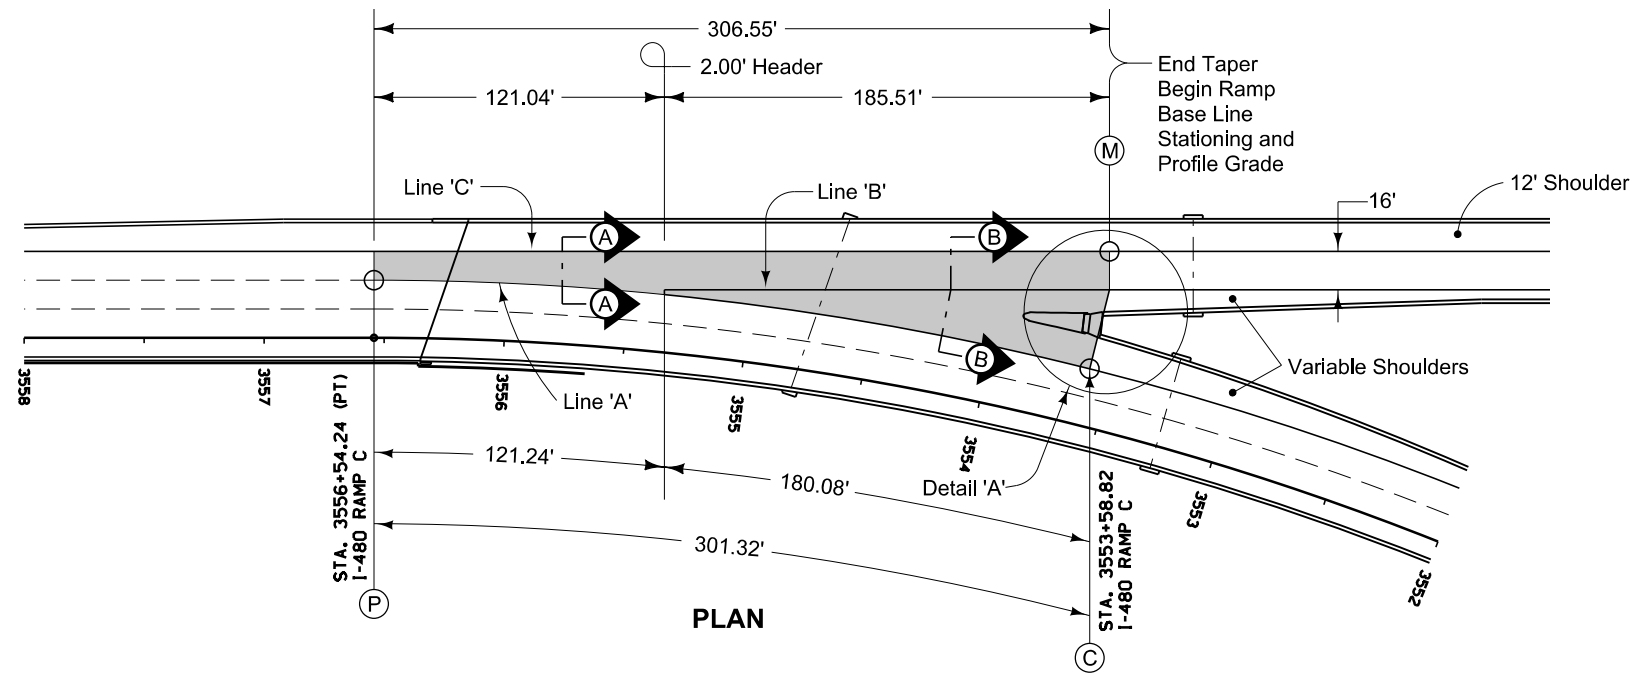 306.55'
2.00' Header
121.04'
185.51'
End Taper
Begin Ramp
Base Line
Stationing and
Profile Grade
M
Line 'C'
Line 'B'
12' Shoulder
16'
A
B
A
B
Line 'A'
Variable Shoulders
Detail 'A'
3558
3557
3556
3555
3554
3553
3552
STA. 3556+54.24 (PT)
I-480 RAMP C
121.24'
180.08'
301.32'
STA. 3553+58.82
I-480 RAMP C
P
PLAN
C